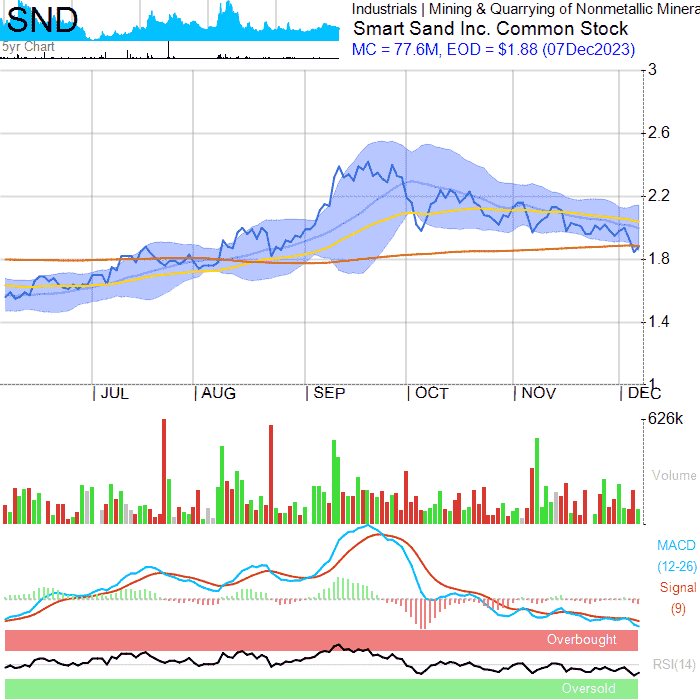 SND
5yr Chart
Industrials | Mining & Quarrying of Nonmetallic Minera
Smart Sand Inc. Common Stock
MC = 77.6M, EOD = $1.88 (07Dec2023)
3
2.6
2.2
1.8
1.4
1
JUL AUG SEP OCT NOV DEC
626k
Volume
MACD
(12-26)
Signal
(9)
Overbought
RSI(14)
Oversold